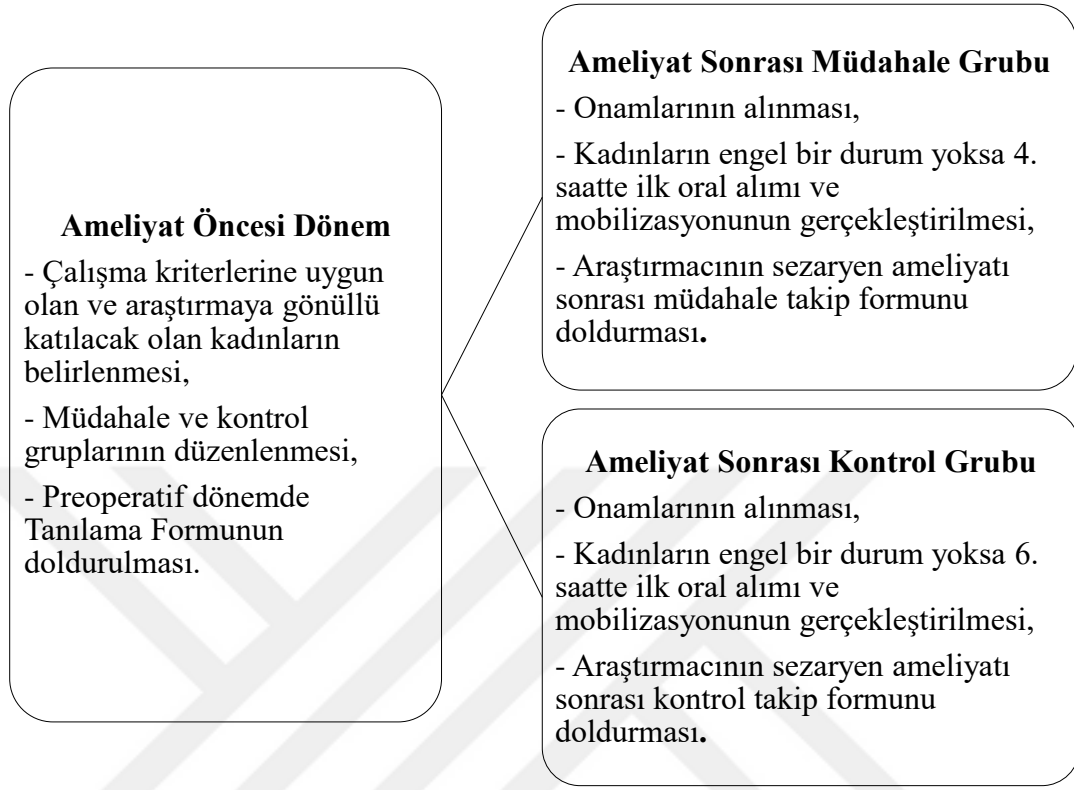 Ameliyat Öncesi Dönem
- Çalışma kriterlerine uygun
olan ve araştırmaya gönüllü
katılacak olan kadınların
belirlenmesi,
- Müdahale ve kontrol
gruplarının düzenlenmesi,
- Preoperatif dönemde
Tanılama Formunun
doldurulması.
Ameliyat Sonrası Müdahale Grubu
- Onamlarının alınması,
- Kadınların engel bir durum yoksa 4.
saatte ilk oral alımı ve
mobilizasyonunun gerçekleştirilmesi,
- Araştırmacının sezaryen ameliyatı
sonrası müdahale takip formunu
doldurması.
Ameliyat Sonrası Kontrol Grubu
- Onamlarının alınması,
- Kadınların engel bir durum yoksa 6.
saatte ilk oral alımı ve
mobilizasyonunun gerçekleştirilmesi,
- Araştırmacının sezaryen ameliyatı
sonrası kontrol takip formunu
doldurması.